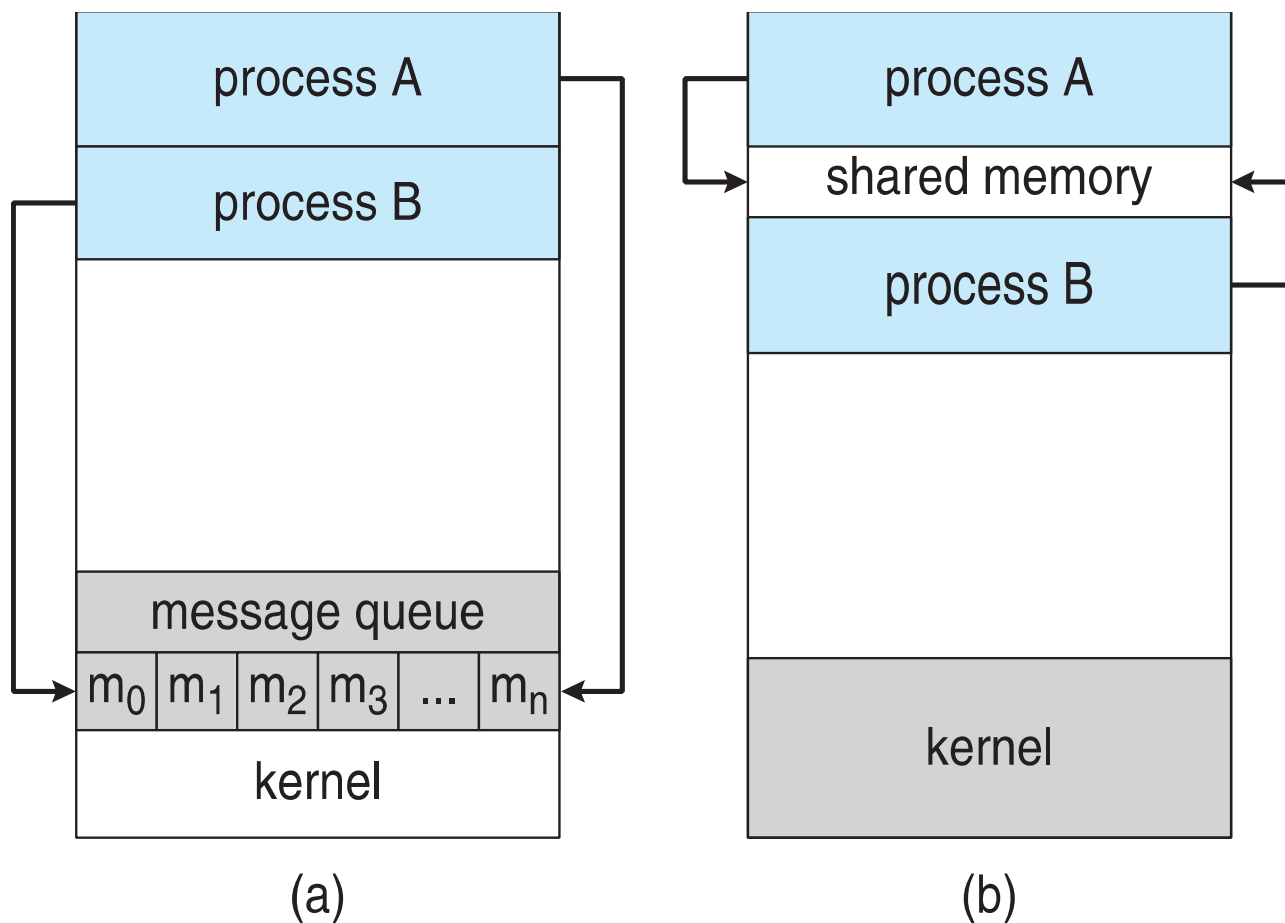 process A
process B
message queue
m0 m1 m2 m3 ... mn
kernel
(a)
process A
shared memory
process B
kernel
(b)